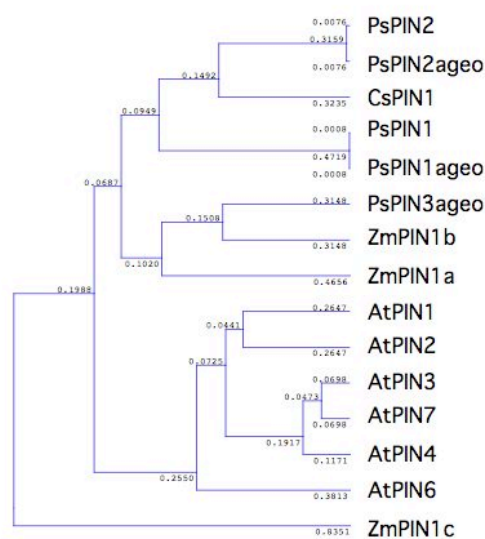 0.0076
PsPIN2
0.3159
0.0076
PsPIN2ageo
0.1492
CsPIN1
0.3235
0.0949
0.0008
PsPIN1
0.4719
PsPIN1ageo
0.0008
0.0687
0.3148
PsPIN3ageo
0.1508
ZmPIN1b
0.3148
0.1020
ZmPIN1a
0.4656
0.1988
0.2647
AtPIN1
0.0441
AtPIN2
0.2647
0.0725
0.0698
AtPIN3
0.0473
AtPIN7
0.0698
0.1917
AtPIN4
0.1171
0.2550
AtPIN6
0.3813
ZmPIN1c
0.8351